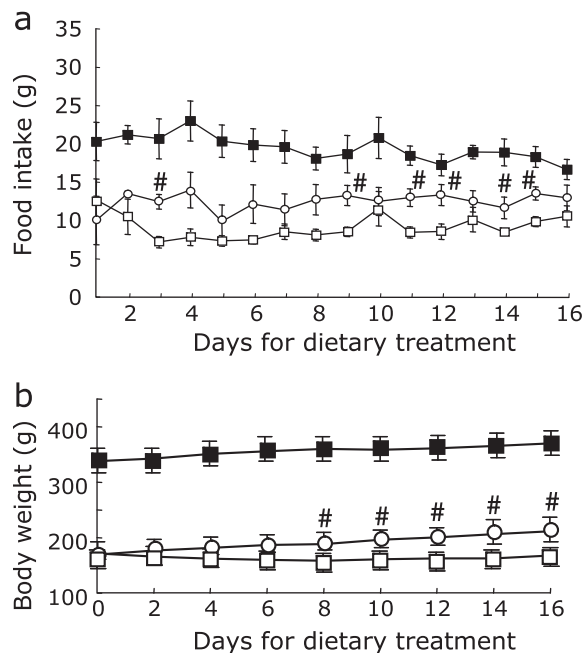 a
Food intake (g)
35
30
25
20
15
10
5
0
# # # # # #
2 4 6 8 10 12 14 16
Days for dietary treatment
b
Body weight (g)
400
300
200
100
# # # # #
0 2 4 6 8 10 12 14 16
Days for dietary treatment